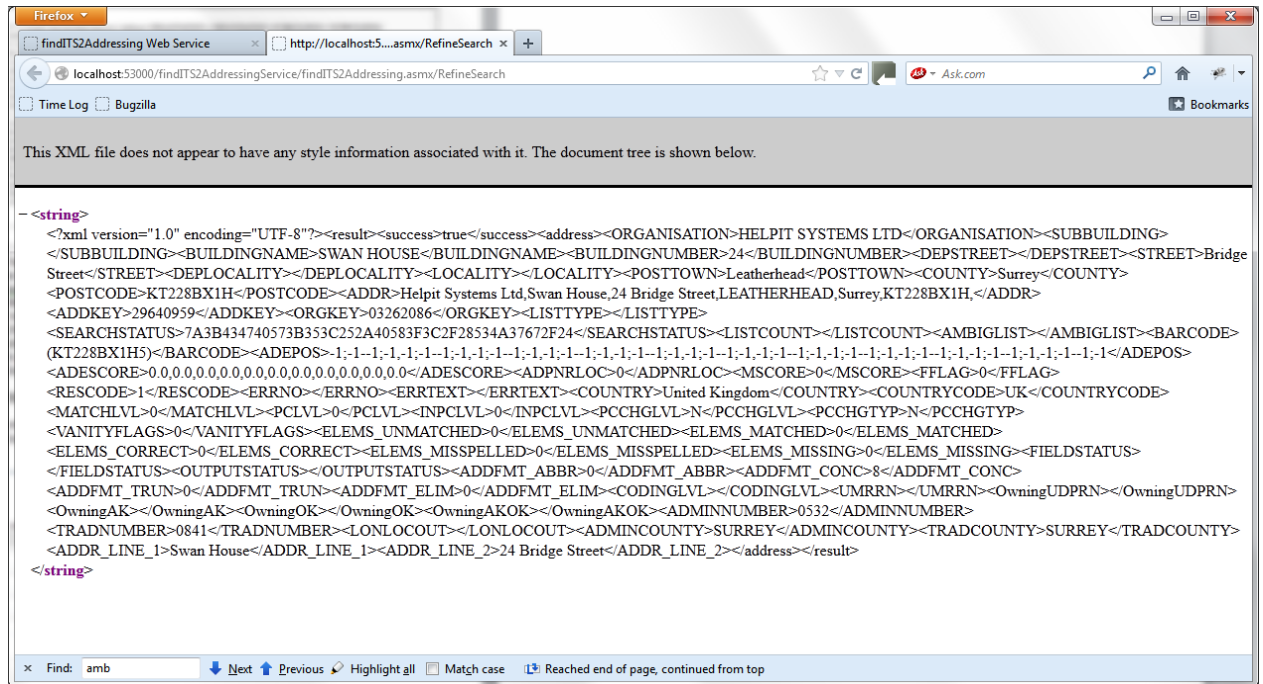 Firefox
findITS2Addressing Web Service
http://localhost:5....asmx/RefineSearch
localhost:53000/findITS2AddressingService/findITS2Addressing.asmx/RefineSearch
Ask
Ask.com
Time Log
Bugzilla
Bookmarks
This XML file does not appear to have any style information associated with it. The document tree is shown below.
−<string>
<?xml version="1.0" encoding="UTF-8"?><result><success>true</success><address><ORGANISATION>HELPIT SYSTEMS LTD</ORGANISATION><SUBBUILDING>
</SUBBUILDING><BUILDINGNAME>SWAN HOUSE</BUILDINGNAME><BUILDINGNUMBER>24</BUILDINGNUMBER><DEPSTREET></DEPSTREET><STREET>Bridge
Street</STREET><DEPLOCALITY></DEPLOCALITY><LOCALITY></LOCALITY><POSTTOWN>Leatherhead</POSTTOWN><COUNTY>Surrey</COUNTY>
<POSTCODE>KT228BX1H</POSTCODE><ADDR>Helpit Systems Ltd,Swan House,24 Bridge Street,LEATHERHEAD,Surrey,KT228BX1H,</ADDR>
<ADDKEY>29640959</ADDKEY><ORGKEY>03262086</ORGKEY><LISTTYPE></LISTTYPE>
<SEARCHSTATUS>7A3B434740573B353C252A40583F3C2F28534A37672F24</SEARCHSTATUS><LISTCOUNT></LISTCOUNT><AMBIGLIST></AMBIGLIST><BARCODE>
(KT228BX1H5)</BARCODE><ADEPOS>-1;-1--1;-1,-1;-1--1;-1,-1;-1--1;-1,-1;-1--1;-1,-1;-1--1;-1,-1;-1--1;-1,-1;-1--1;-1,-1;-1--1;-1,-1;-1--1;-1,-1;-1--1;-1,-1;-1--1;-1</ADEPOS>
<ADESCORE>0.0,0.0,0.0,0.0,0.0,0.0,0.0,0.0,0.0,0.0,0.0</ADESCORE><ADPNRLOC>0</ADPNRLOC><MSCORE>0</MSCORE><FFLAG>0</FFLAG>
<RESCODE>1</RESCODE><ERRNO></ERRNO><ERRTEXT></ERRTEXT><COUNTRY>United Kingdom</COUNTRY><COUNTRYCODE>UK</COUNTRYCODE>
<MATCHLVL>0</MATCHLVL><PCLVL>0</PCLVL><INPCLVL>0</INPCLVL><PCCHGLVL>N</PCCHGLVL><PCCHGTYP>N</PCCHGTYP>
<VANITYFLAGS>0</VANITYFLAGS><ELEMS_UNMATCHED>0</ELEMS_UNMATCHED><ELEMS_MATCHED>0</ELEMS_MATCHED>
<ELEMS_CORRECT>0</ELEMS_CORRECT><ELEMS_MISSPELLED>0</ELEMS_MISSPELLED><ELEMS_MISSING>0</ELEMS_MISSING><FIELDSTATUS>
</FIELDSTATUS><OUTPUTSTATUS></OUTPUTSTATUS><ADDFMT_ABBR>0</ADDFMT_ABBR><ADDFMT_CONC>8</ADDFMT_CONC>
<ADDFMT_TRUN>0</ADDFMT_TRUN><ADDFMT_ELIM>0</ADDFMT_ELIM><CODINGLVL></CODINGLVL><UMRRN></UMRRN><OwningUDPRN></OwningUDPRN>
<OwningAK></OwningAK><OwningOK></OwningOK><OwningAKOK></OwningAKOK><ADMINNUMBER>0532</ADMINNUMBER>
<TRADNUMBER>0841</TRADNUMBER><LONLOCOUT></LONLOCOUT><ADMINCOUNTY>SURREY</ADMINCOUNTY><TRADCOUNTY>SURREY</TRADCOUNTY>
<ADDR_LINE_1>Swan House</ADDR_LINE_1><ADDR_LINE_2>24 Bridge Street</ADDR_LINE_2></address></result>
</string>
× Find: amb Next Previous Highlight all Match case Reached end of page, continued from top